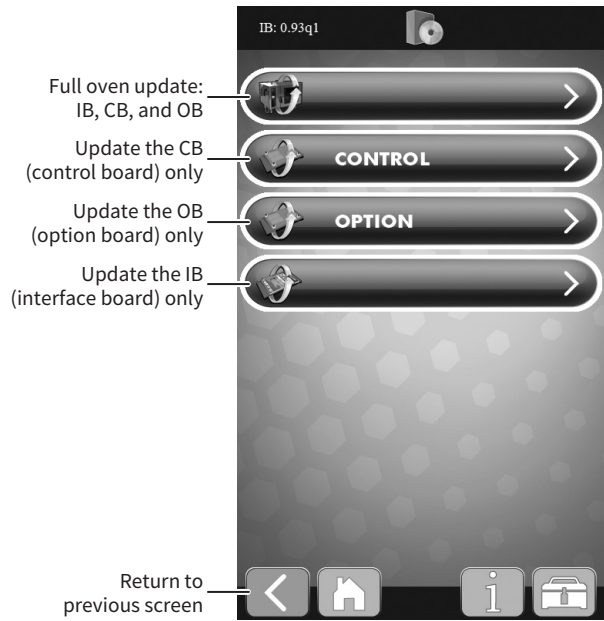 IB: 0.93q1
Full oven update:
IB, CB, and OB
Update the CB
(control board) only
CONTROL
Update the OB
(option board) only
OPTION
Update the IB
(interface board) only
Return to
previous screen
i